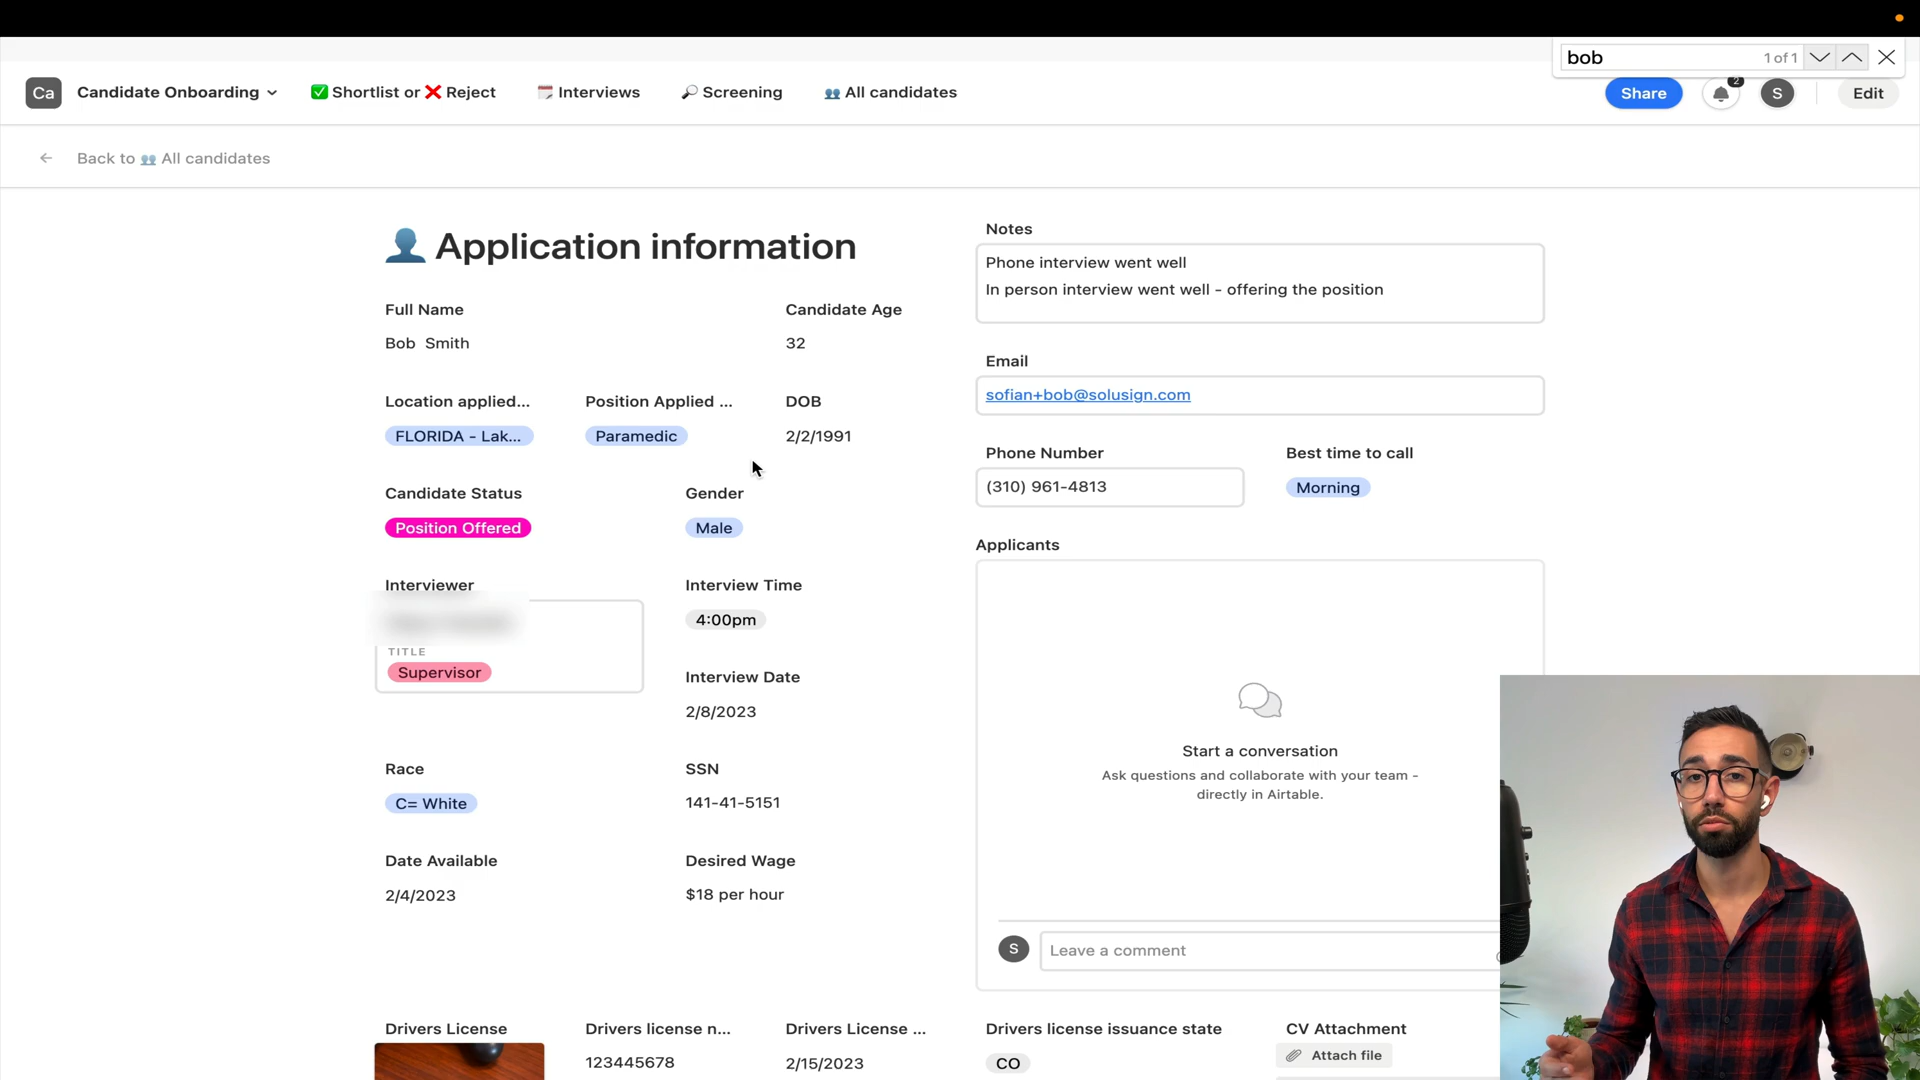 bob 1 of 1
Ca Candidate Onboarding ✅ Shortlist or ❌ Reject Interviews Screening All candidates Share 2 S Edit
Back to All candidates
Application information
Full Name Candidate Age
Bob Smith 32
Location applied... Position Applied ... DOB
FLORIDA - Lak... Paramedic 2/2/1991
Candidate Status Gender
Position Offered Male
Interviewer Interview Time
4:00pm
TITLE
Supervisor
Interview Date
2/8/2023
Race SSN
C= White 141-41-5151
Date Available Desired Wage
2/4/2023 $18 per hour
Notes
Phone interview went well
In person interview went well - offering the position
Email
sofian+bob@solusign.com
Phone Number Best time to call
(310) 961-4813 Morning
Applicants
Start a conversation
Ask questions and collaborate with your team -
directly in Airtable.
S Leave a comment
Drivers License Drivers license n... Drivers License ... Drivers license issuance state CV Attachment
123445678 2/15/2023 CO Attach file